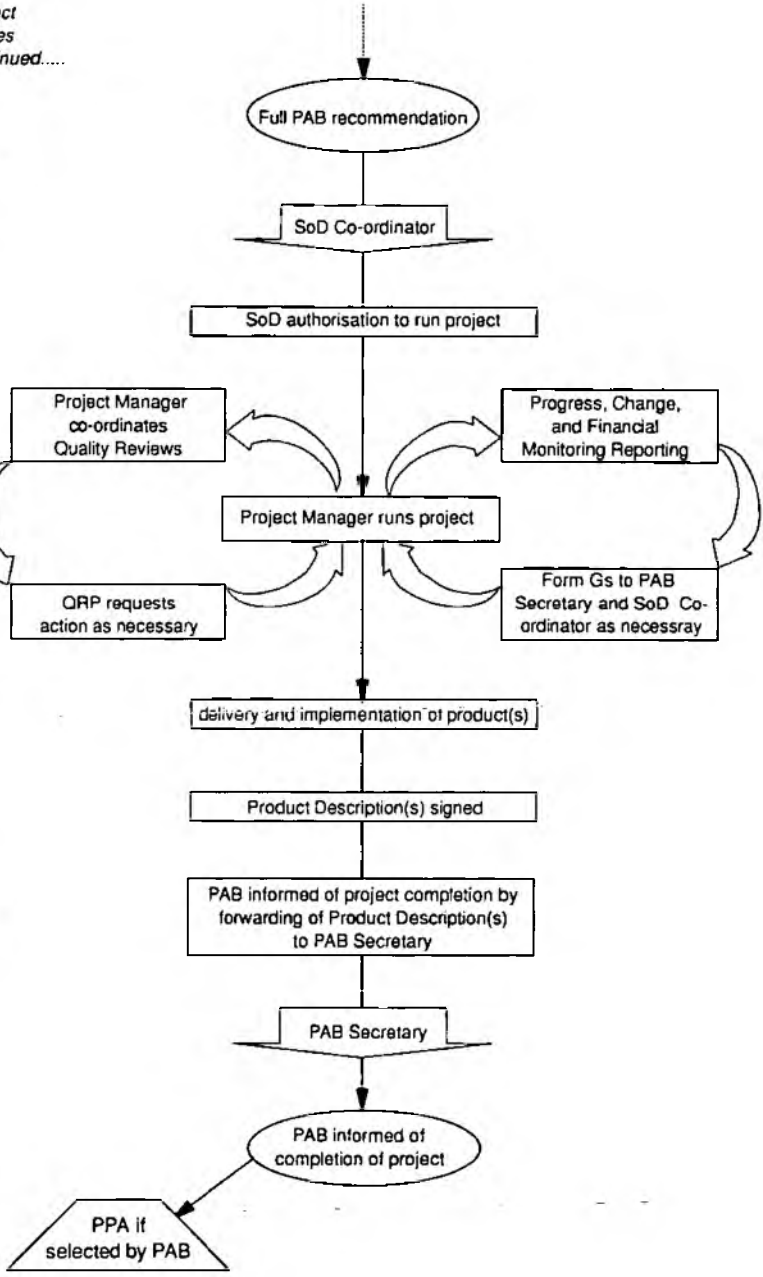 ct
es
nued.....
Full PAB recommendation
SoD Co-ordinator
SoD authorisation to run project
Project Manager
co-ordinates
Quality Reviews
Progress, Change,
and Financial
Monitoring Reporting
Project Manager runs project
QRP requests
action as necessary
Form Gs to PAB
Secretary and SoD Co-
ordinator as necessray
delivery and implementation of product(s)
Product Description(s) signed
PAB informed of project completion by
forwarding of Product Description(s)
to PAB Secretary
PAB Secretary
PAB informed of
completion of project
PPA if
selected by PAB